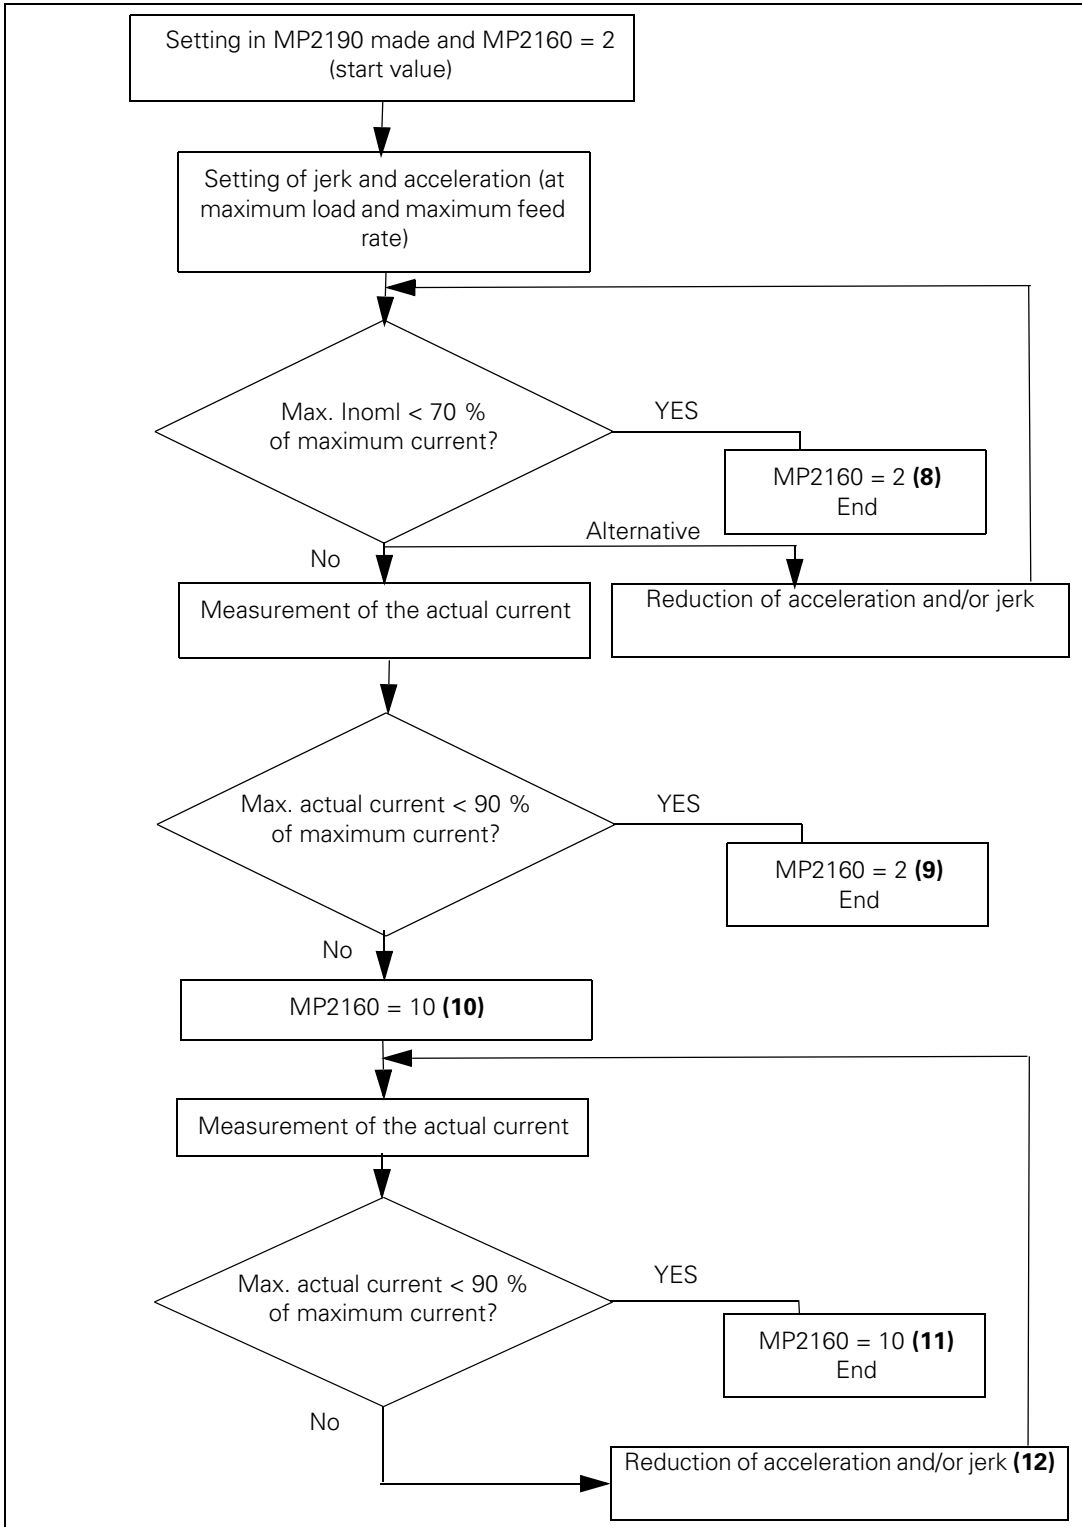 Setting in MP2190 made and MP2160 = 2
(start value)
Setting of jerk and acceleration (at
maximum load and maximum feed
rate)
Max. Inoml < 70 %
of maximum current?
YES
MP2160 = 2 (8)
End
Alternative
No
Measurement of the actual current
Reduction of acceleration and/or jerk
Max. actual current < 90 %
of maximum current?
YES
MP2160 = 2 (9)
End
No
MP2160 = 10 (10)
Measurement of the actual current
Max. actual current < 90 %
of maximum current?
YES
MP2160 = 10 (11)
End
No
Reduction of acceleration and/or jerk (12)